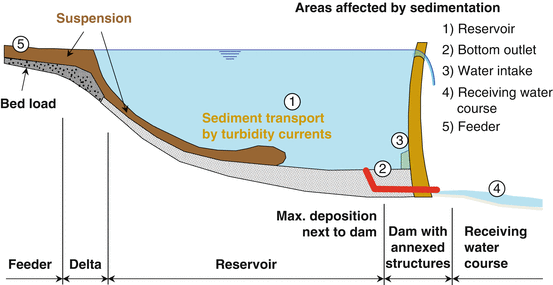 Areas affected by sedimentation
1) Reservoir
2) Bottom outlet
3) Water intake
4) Receiving water
course
5) Feeder
Suspension
5
Bed load
1
Sediment transport
by turbidity currents
3
2
4
Max. deposition
next to dam
Dam with
annexed
structures
Receiving
water
course
Feeder
Delta
Reservoir